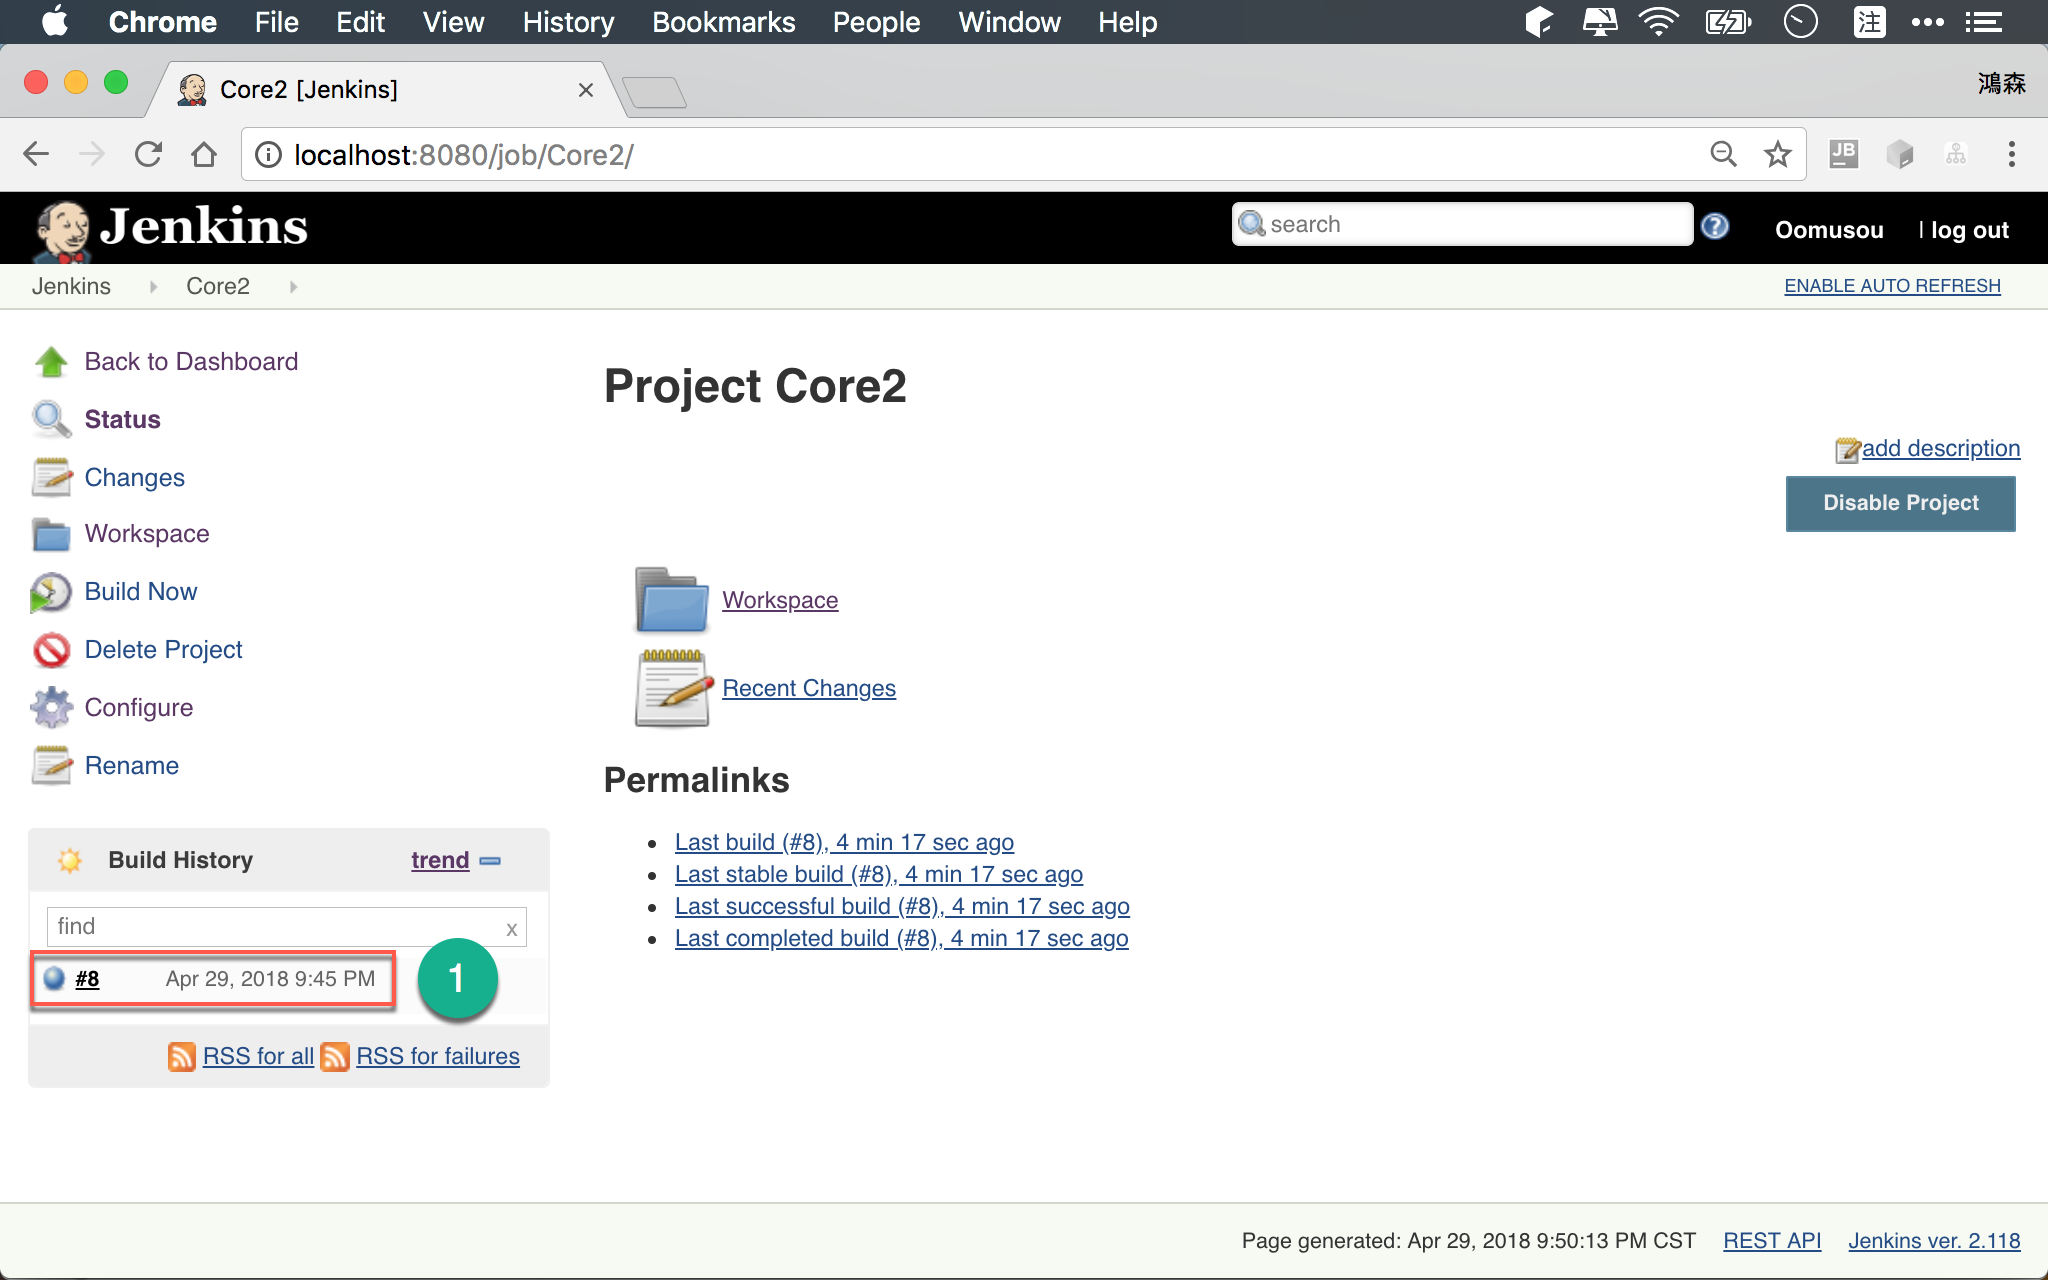 Chrome File Edit View History Bookmarks People Window Help 注
Core2 [Jenkins] 鴻森
localhost:8080/job/Core2/ JB
Jenkins search Oomusou | log out
Jenkins Core2 ENABLE AUTO REFRESH
Back to Dashboard
Status
Changes
Workspace
Build Now
Delete Project
Configure
Rename
Build History trend
find x
#8 Apr 29, 2018 9:45 PM 1
RSS for all RSS for failures
Project Core2
add description
Disable Project
Workspace
Recent Changes
Permalinks
Last build (#8), 4 min 17 sec ago
Last stable build (#8), 4 min 17 sec ago
Last successful build (#8), 4 min 17 sec ago
Last completed build (#8), 4 min 17 sec ago
Page generated: Apr 29, 2018 9:50:13 PM CST REST API Jenkins ver. 2.118